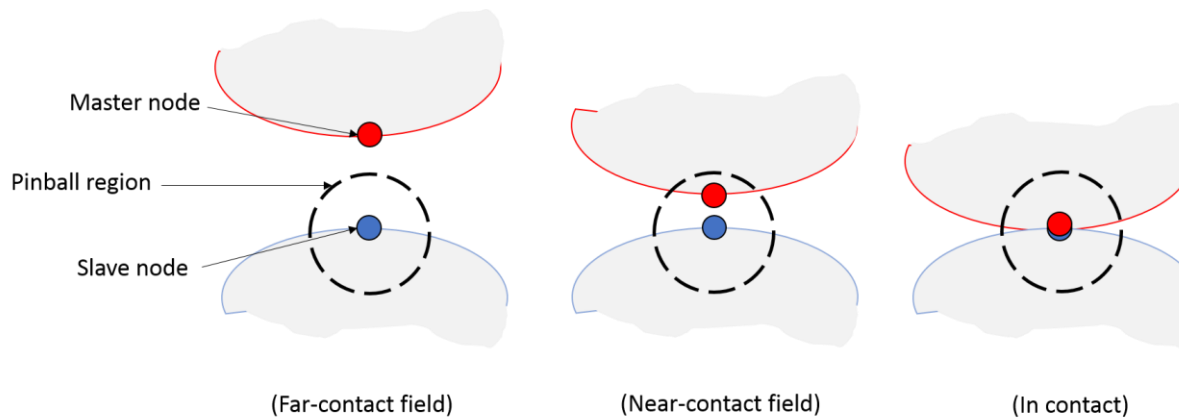 Master node
Pinball region
Slave node
(Far-contact field)
(Near-contact field)
(In contact)